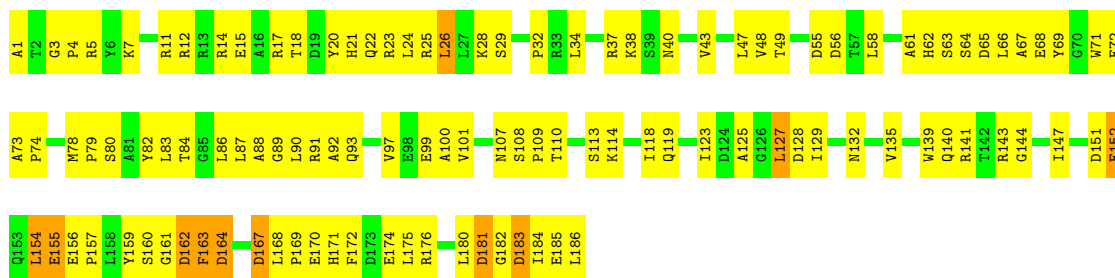 A1 T2 G3 P4 R5 Y6 K7 R11 R12 R13 R14 E15 A16 R17 T18 D19 Y20 H21 Q22 R23 L24 R25 L26 L27 K28 S29 P32 R33 L34 R37 K38 S39 N40 V43 L47 V48 T49 D55 D56 T57 L58 A61 H62 S63 S64 D65 L66 A67 E68 Y69 G70 W71
A73 P74 M78 P79 S80 A81 Y82 L83 T84 G85 L86 L87 A88 G89 L90 R91 A92 Q93 V97 E98 E99 A100 V101 N107 S108 P109 T110 S113 K114 I118 Q119 I123 D124 A125 G126 L127 D128 I129 N132 V135 W139 Q140 R141 T142 R143 G144 I147 D151
Q153 L154 E155 E156 P157 L158 Y159 S160 G161 D162 F163 D164 D167 L168 P169 E170 H171 F172 D173 E174 L175 R176 L180 D181 G182 D183 I184 E185 L186